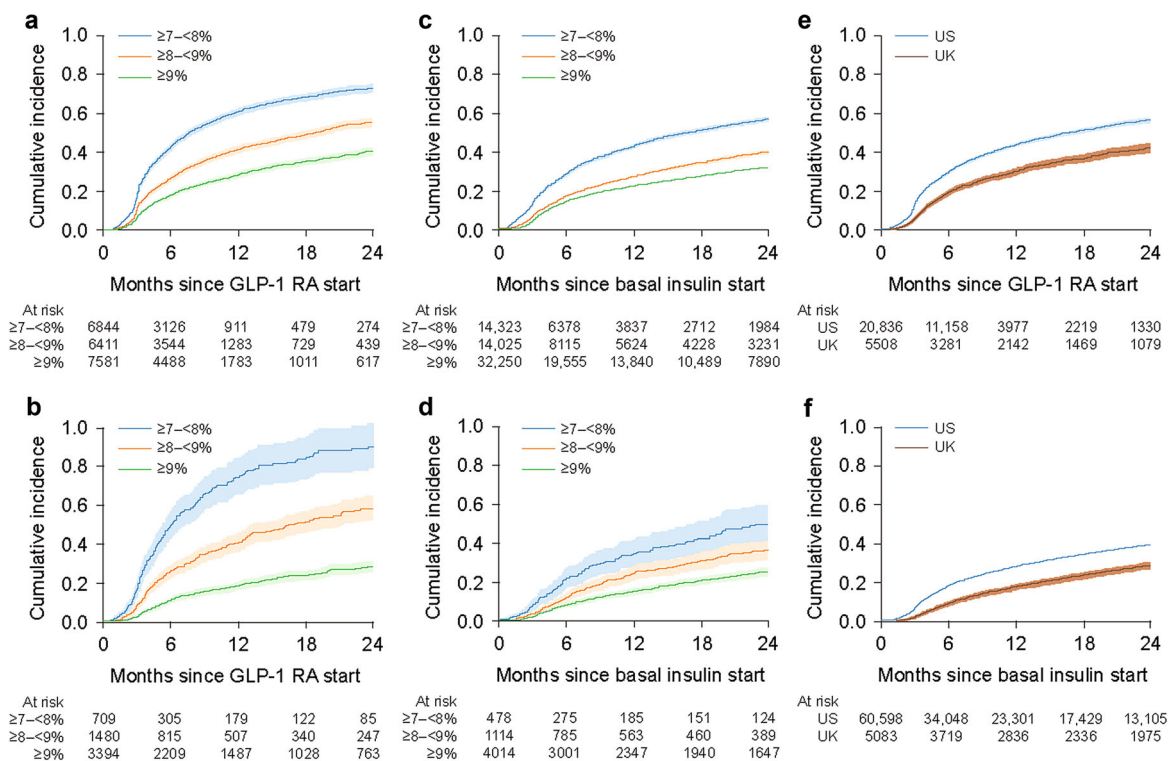 a
≥7–<8%
≥8–<9%
≥9%
Cumulative incidence
1.0
0.8
0.6
0.4
0.2
0.0
0 6 12 18 24
Months since GLP-1 RA start
At risk
≥7–<8% 6844 3126 911 479 274
≥8–<9% 6411 3544 1283 729 439
≥9% 7581 4488 1783 1011 617
c
≥7–<8%
≥8–<9%
≥9%
Cumulative incidence
1.0
0.8
0.6
0.4
0.2
0.0
0 6 12 18 24
Months since basal insulin start
At risk
≥7–<8% 14,323 6378 3837 2712 1984
≥8–<9% 14,025 8115 5624 4228 3231
≥9% 32,250 19,555 13,840 10,489 7890
e
US
UK
Cumulative incidence
1.0
0.8
0.6
0.4
0.2
0.0
0 6 12 18 24
Months since GLP-1 RA start
At risk
US 20,836 11,158 3977 2219 1330
UK 5508 3281 2142 1469 1079
b
≥7–<8%
≥8–<9%
≥9%
Cumulative incidence
1.0
0.8
0.6
0.4
0.2
0.0
0 6 12 18 24
Months since GLP-1 RA start
At risk
≥7–<8% 709 305 179 122 85
≥8–<9% 1480 815 507 340 247
≥9% 3394 2209 1487 1028 763
d
≥7–<8%
≥8–<9%
≥9%
Cumulative incidence
1.0
0.8
0.6
0.4
0.2
0.0
0 6 12 18 24
Months since basal insulin start
At risk
≥7–<8% 478 275 185 151 124
≥8–<9% 1114 785 563 460 389
≥9% 4014 3001 2347 1940 1647
f
US
UK
Cumulative incidence
1.0
0.8
0.6
0.4
0.2
0.0
0 6 12 18 24
Months since basal insulin start
At risk
US 60,598 34,048 23,301 17,429 13,105
UK 5083 3719 2836 2336 1975